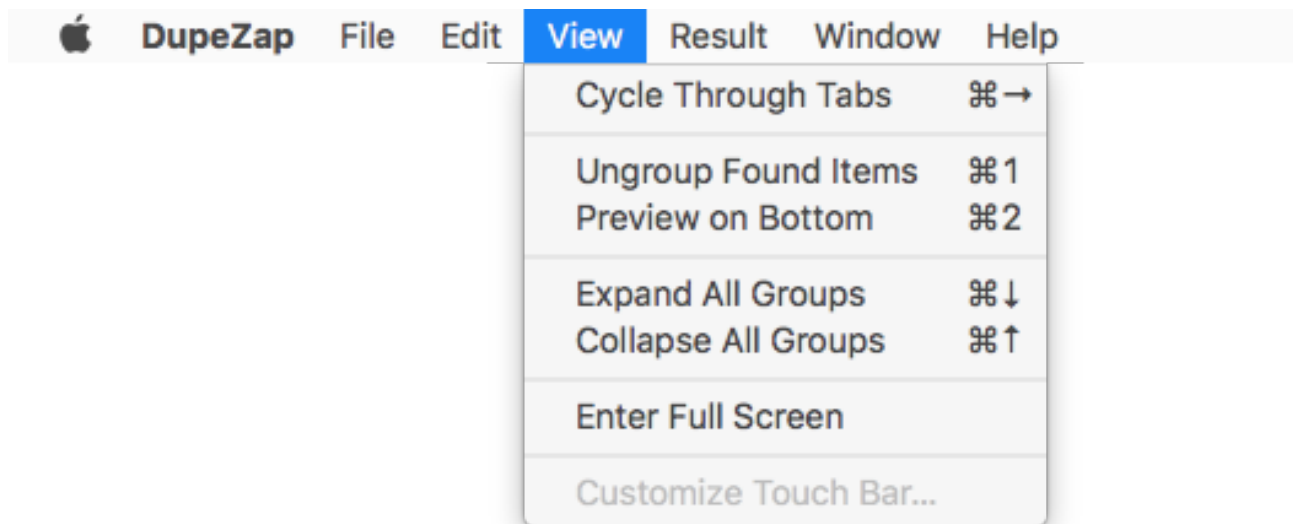 DupeZap File Edit View Result Window Help
Cycle Through Tabs ⌘→
Ungroup Found Items ⌘1
Preview on Bottom ⌘2
Expand All Groups ⌘↓
Collapse All Groups ⌘↑
Enter Full Screen
Customize Touch Bar...